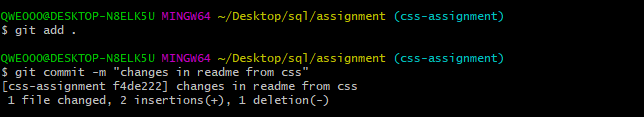 QWEOOO@DESKTOP-N8ELK5U MINGW64 ~/Desktop/sql/assignment (css-assignment)
$ git add .
QWEOOO@DESKTOP-N8ELK5U MINGW64 ~/Desktop/sql/assignment (css-assignment)
$ git commit -m "changes in readme from css"
[css-assignment f4de222] changes in readme from css
1 file changed, 2 insertions(+), 1 deletion(-)